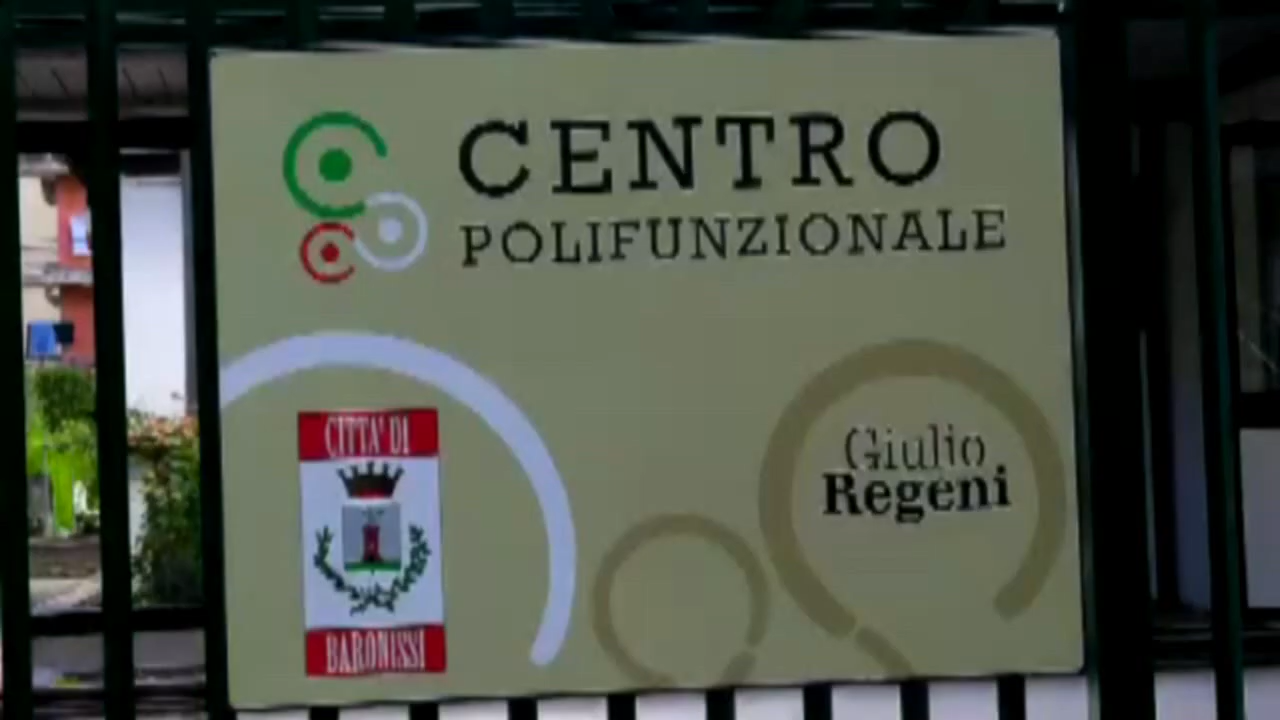 CENTRO
POLIFUNZIONALE
CITTA' DI
BARONISSI
Giulio
Regeni